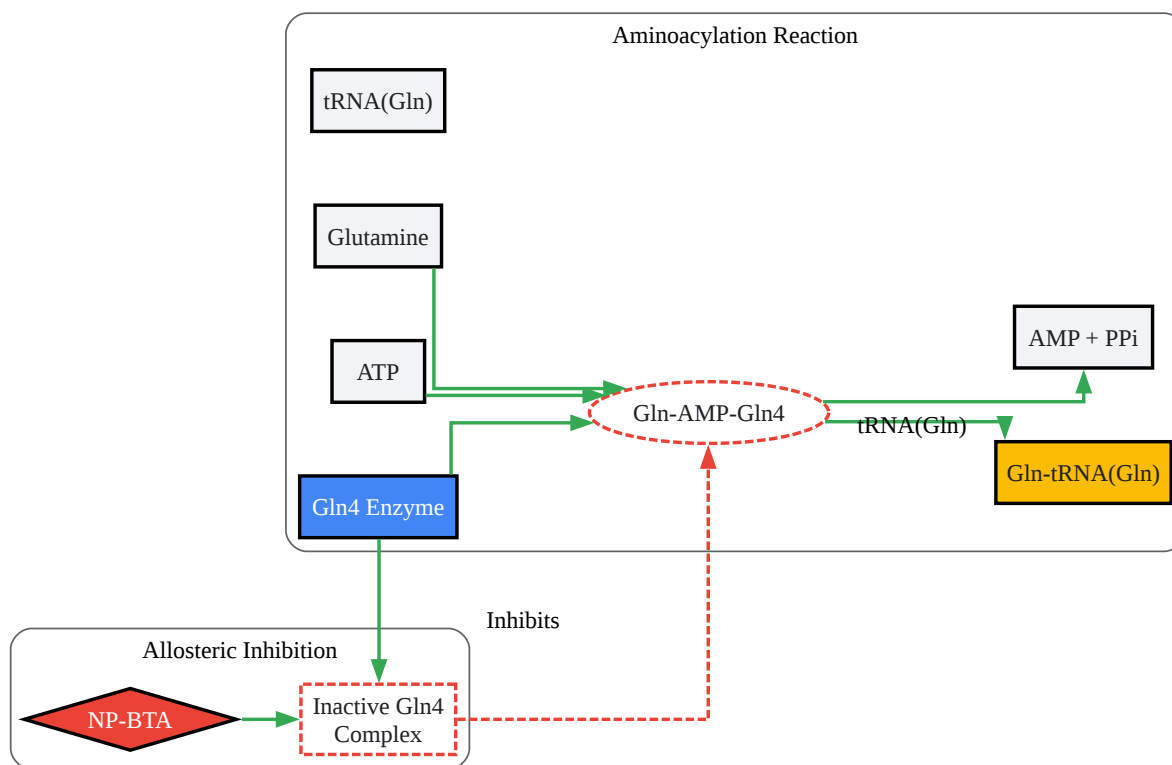 Aminoacylation Reaction
tRNA(Gln)
Glutamine
ATP
AMP + PPi
Gln-AMP-Gln4
tRNA(Gln)
Gln-tRNA(Gln)
Gln4 Enzyme
Inhibits
Allosteric Inhibition
NP-BTA
Inactive Gln4
Complex